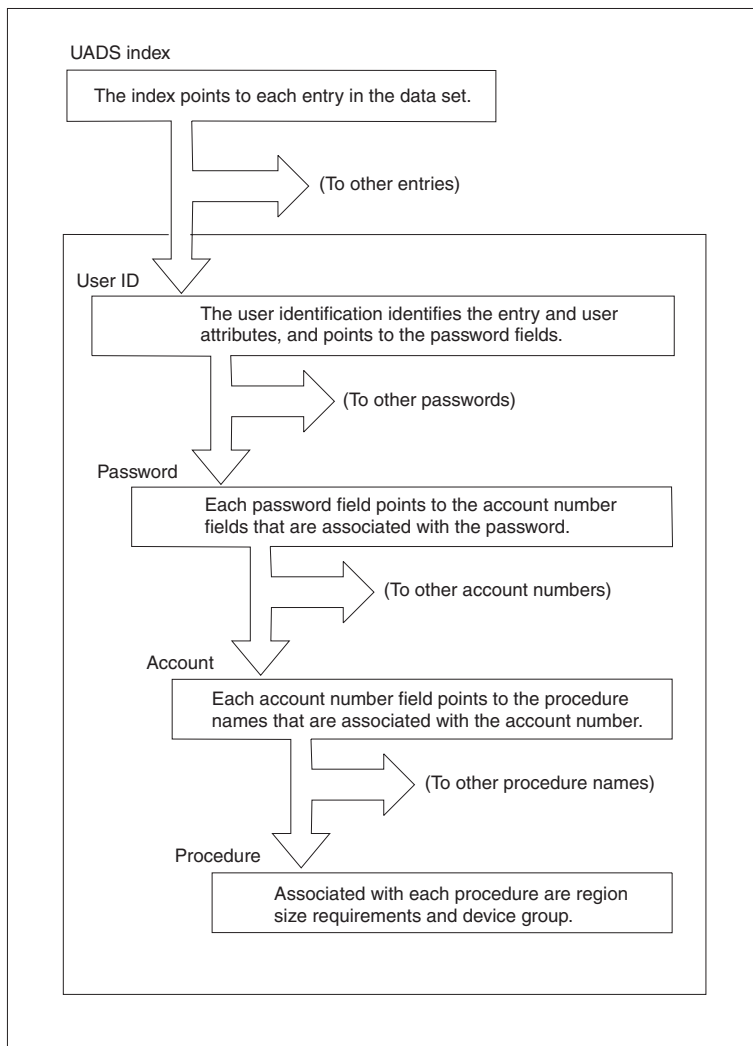 UADS index
The index points to each entry in the data set.
(To other entries)
User ID
The user identification identifies the entry and user
attributes, and points to the password fields.
(To other passwords)
Password
Each password field points to the account number
fields that are associated with the password.
(To other account numbers)
Account
Each account number field points to the procedure
names that are associated with the account number.
(To other procedure names)
Procedure
Associated with each procedure are region
size requirements and device group.